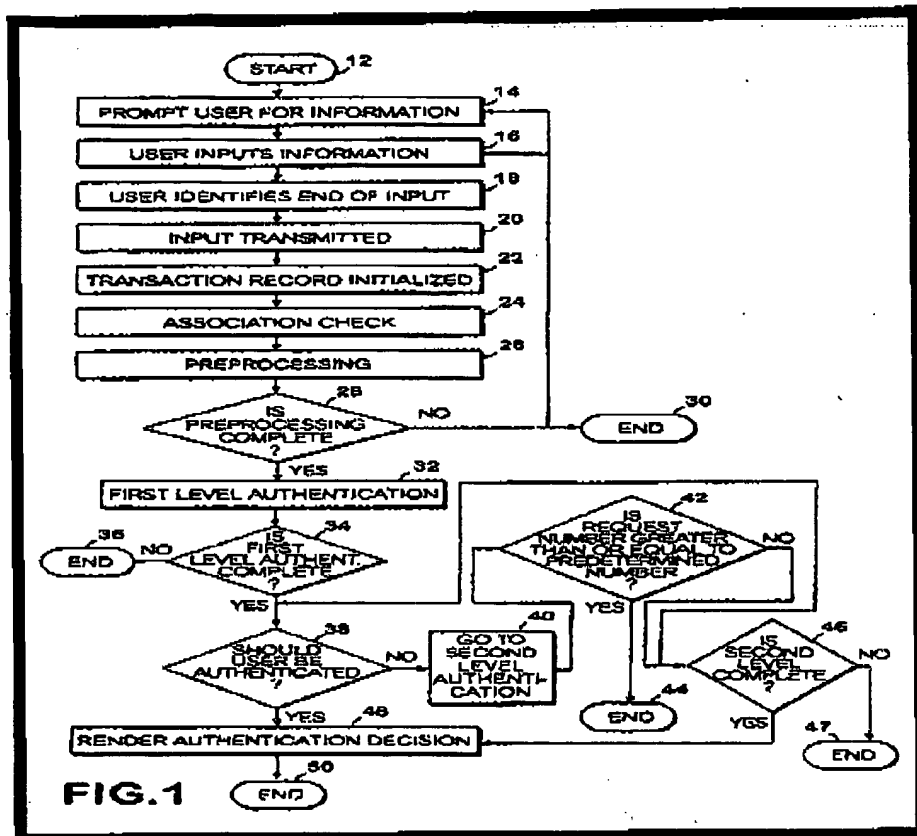 START
12
PROMPT USER FOR INFORMATION
14
USER INPUTS INFORMATION
16
USER IDENTIFIES END OF INPUT
18
INPUT TRANSMITTED
20
TRANSACTION RECORD INITIALIZED
22
ASSOCIATION CHECK
24
PREPROCESSING
26
IS
PREPROCESSING
COMPLETE
?
28
NO
END
30
YES
FIRST LEVEL AUTHENTICATION
32
IS
FIRST
LEVEL AUTHENT.
COMPLETE
?
34
NO
END
36
YES
SHOULD
USER BE
AUTHENTICATED
?
38
NO
GO TO
SECOND
LEVEL
AUTHENTI-
CATION
40
IS
REQUEST
NUMBER GREATER
THAN OR EQUAL TO
PREDETERMINED
NUMBER
?
42
NO
YES
END
44
IS
SECOND
LEVEL
COMPLETE
?
46
NO
YES
END
47
YES
RENDER AUTHENTICATION DECISION
48
END
50
FIG.1